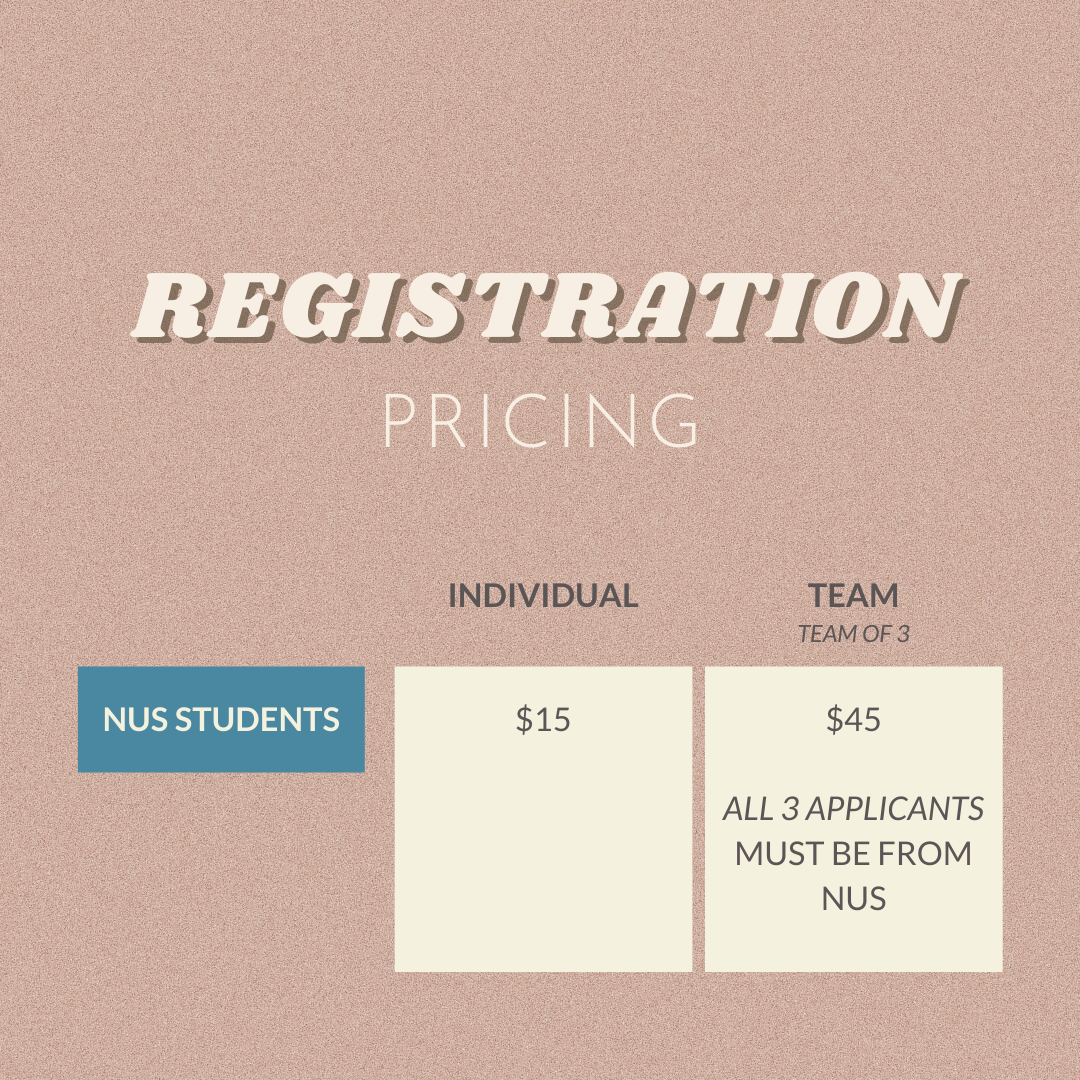 REGISTRATION
PRICING
INDIVIDUAL
TEAM
TEAM OF 3
NUS STUDENTS
$15
$45
ALL 3 APPLICANTS
MUST BE FROM
NUS